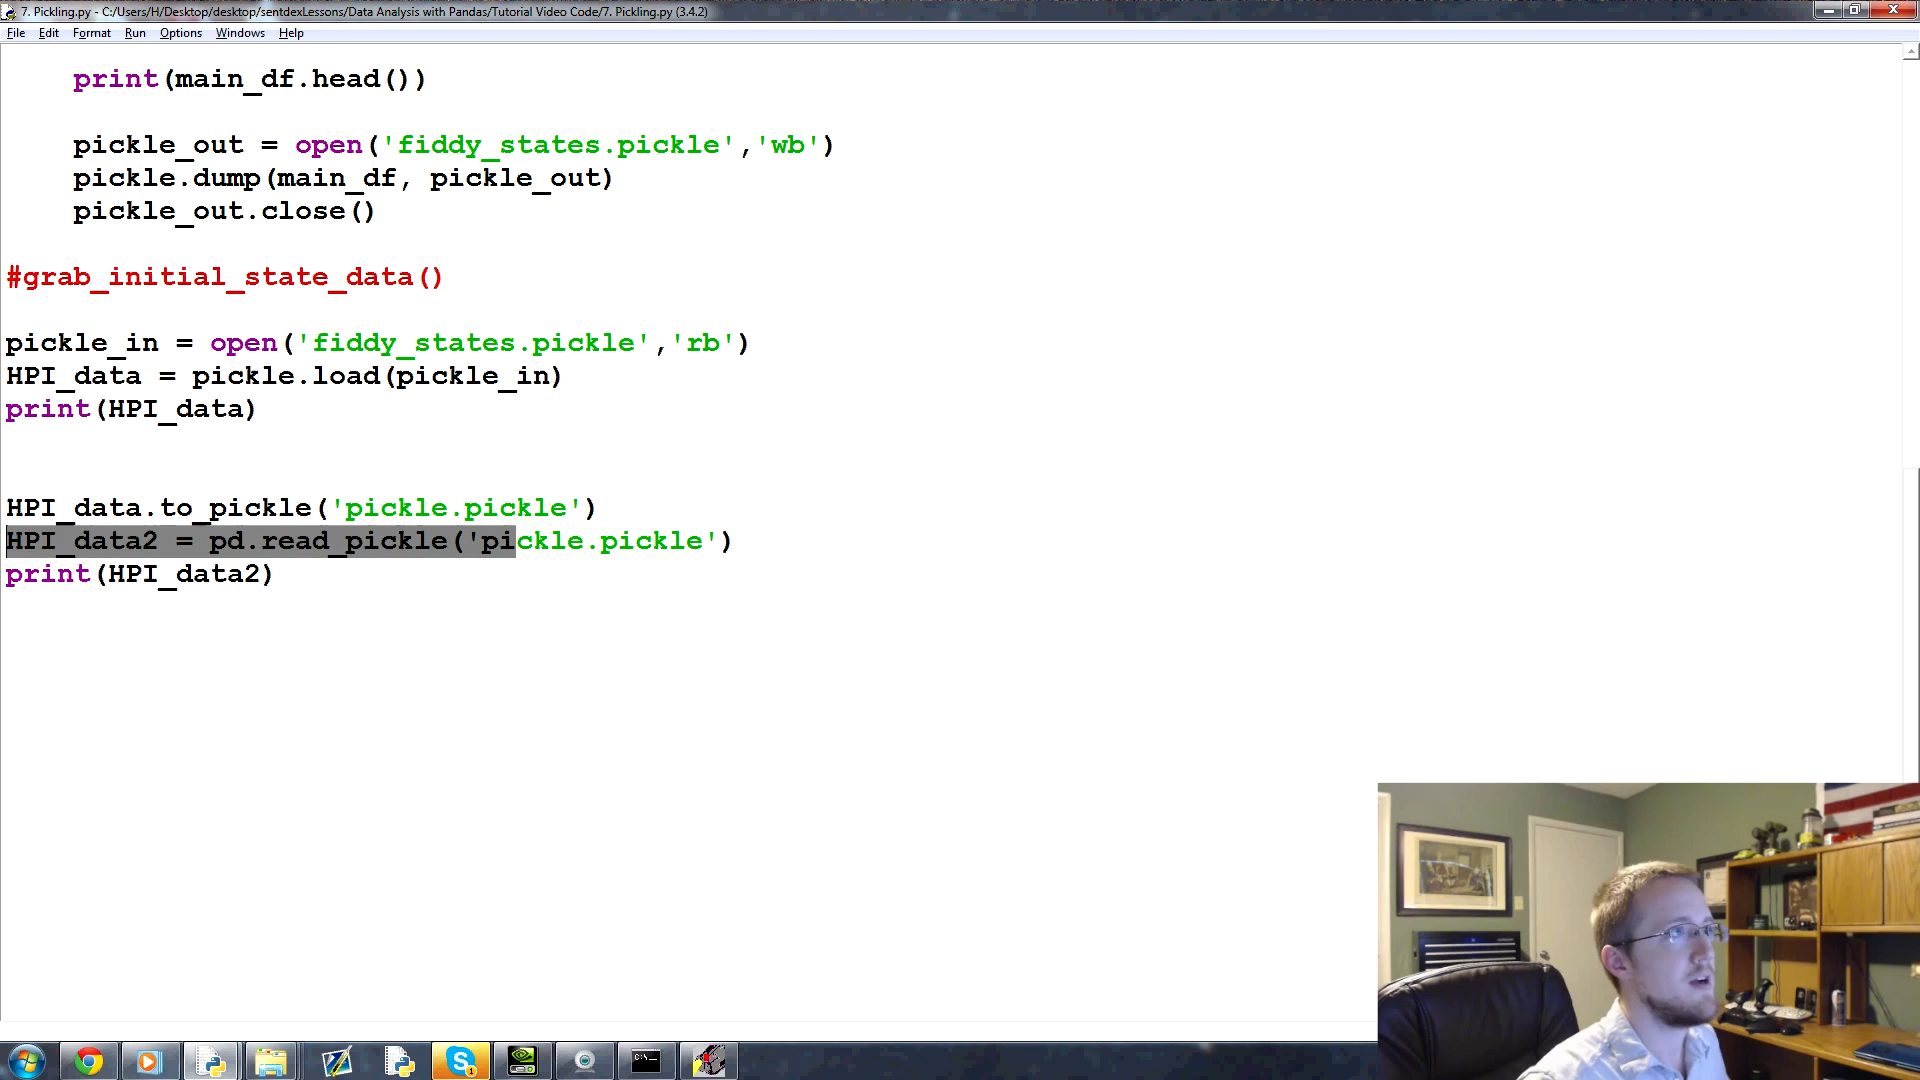 7. Pickling.py - C:/Users/H/Desktop/desktop/sentdexLessons/Data Analysis with Pandas/Tutorial Video Code/7. Pickling.py (3.4.2)
File Edit Format Run Options Windows Help
print(main_df.head())
pickle_out = open('fiddy_states.pickle','wb')
pickle.dump(main_df, pickle_out)
pickle_out.close()
#grab_initial_state_data()
pickle_in = open('fiddy_states.pickle','rb')
HPI_data = pickle.load(pickle_in)
print(HPI_data)
HPI_data.to_pickle('pickle.pickle')
HPI_data2 = pd.read_pickle('pickle.pickle')
print(HPI_data2)